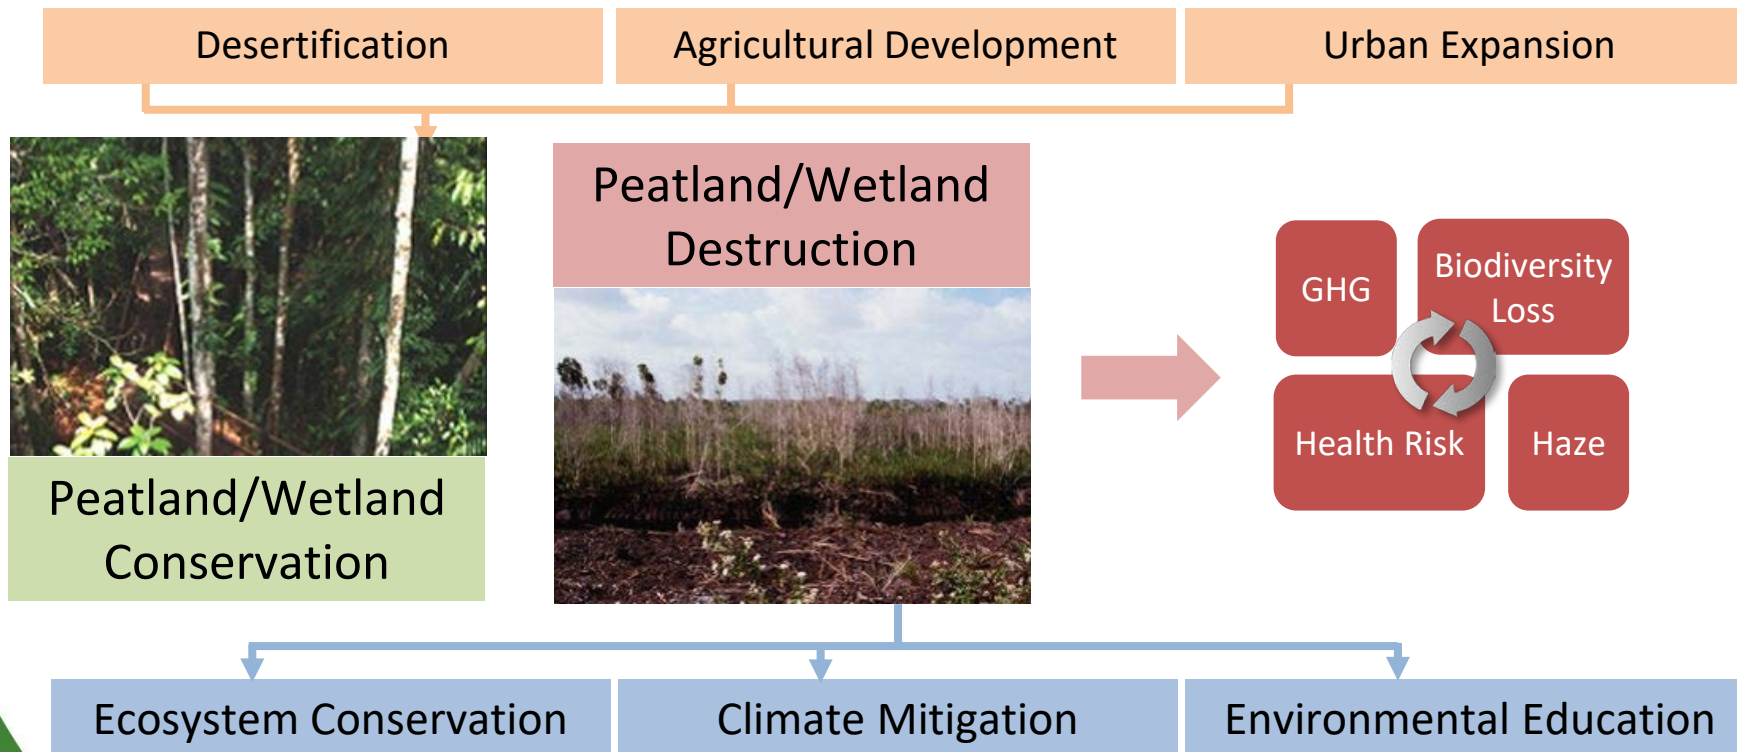 Desertification
Agricultural Development
Urban Expansion
Peatland/Wetland
Destruction
Peatland/Wetland
Conservation
GHG
Biodiversity
Loss
Health Risk
Haze
Ecosystem Conservation
Climate Mitigation
Environmental Education